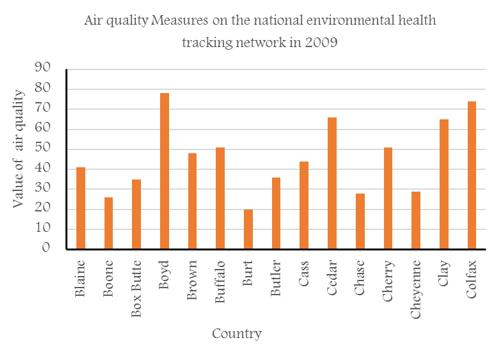 Air quality Measures on the national environmental health
tracking network in 2009
Value of air quality
90
80
70
60
50
40
30
20
10
0
Blaine
Boone
Box Butte
Boyd
Brown
Buffalo
Burt
Butler
Cass
Cedar
Chase
Cherry
Cheyenne
Clay
Colfax
Country